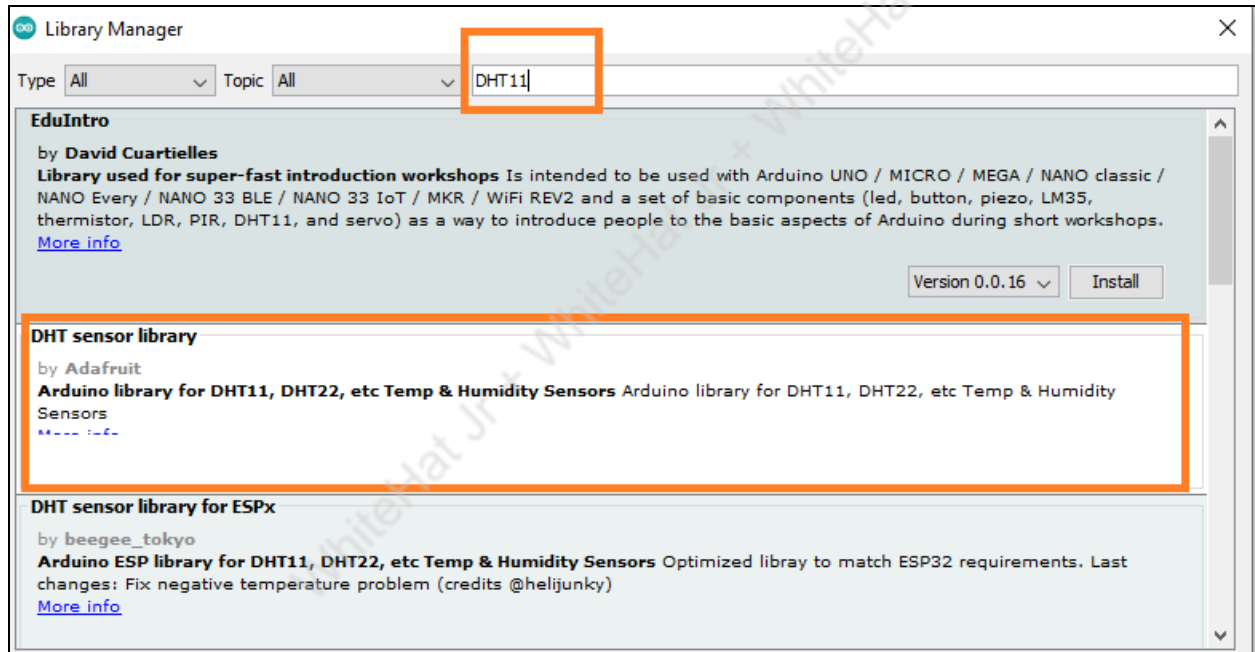 Library Manager
Type All Topic All DHT11
EduIntro
by David Cuartielles
Library used for super-fast introduction workshops Is intended to be used with Arduino UNO / MICRO / MEGA / NANO classic /
NANO Every / NANO 33 BLE / NANO 33 IoT / MKR / WiFi REV2 and a set of basic components (led, button, piezo, LM35,
thermistor, LDR, PIR, DHT11, and servo) as a way to introduce people to the basic aspects of Arduino during short workshops.
More info
Version 0.0.16 Install
DHT sensor library
by Adafruit
Arduino library for DHT11, DHT22, etc Temp & Humidity Sensors Arduino library for DHT11, DHT22, etc Temp & Humidity
Sensors
More info
DHT sensor library for ESPx
by beegee_tokyo
Arduino ESP library for DHT11, DHT22, etc Temp & Humidity Sensors Optimized libray to match ESP32 requirements. Last
changes: Fix negative temperature problem (credits @helijunky)
More info
WhiteHat Jr + WhiteHat Jr + WhiteH